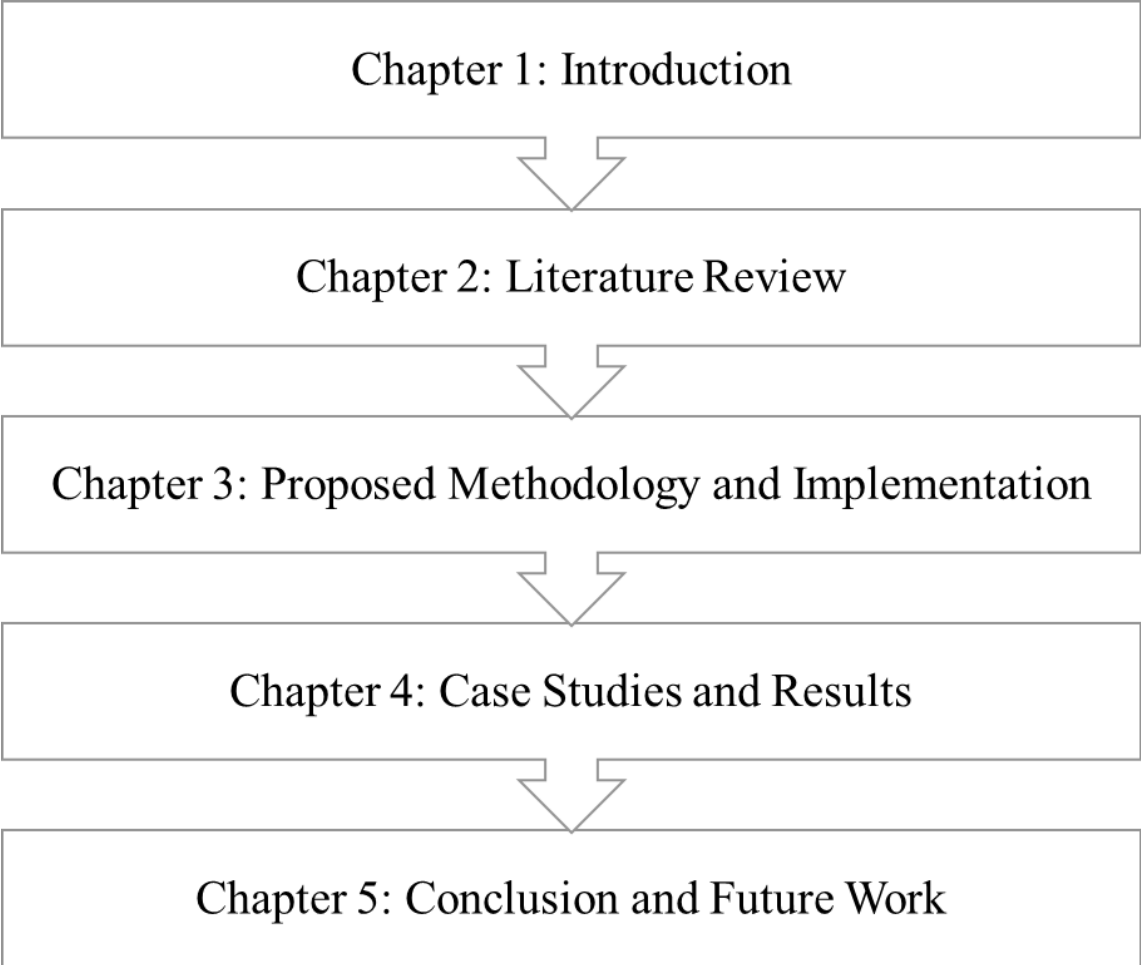 Chapter 1: Introduction
Chapter 2: Literature Review
Chapter 3: Proposed Methodology and Implementation
Chapter 4: Case Studies and Results
Chapter 5: Conclusion and Future Work